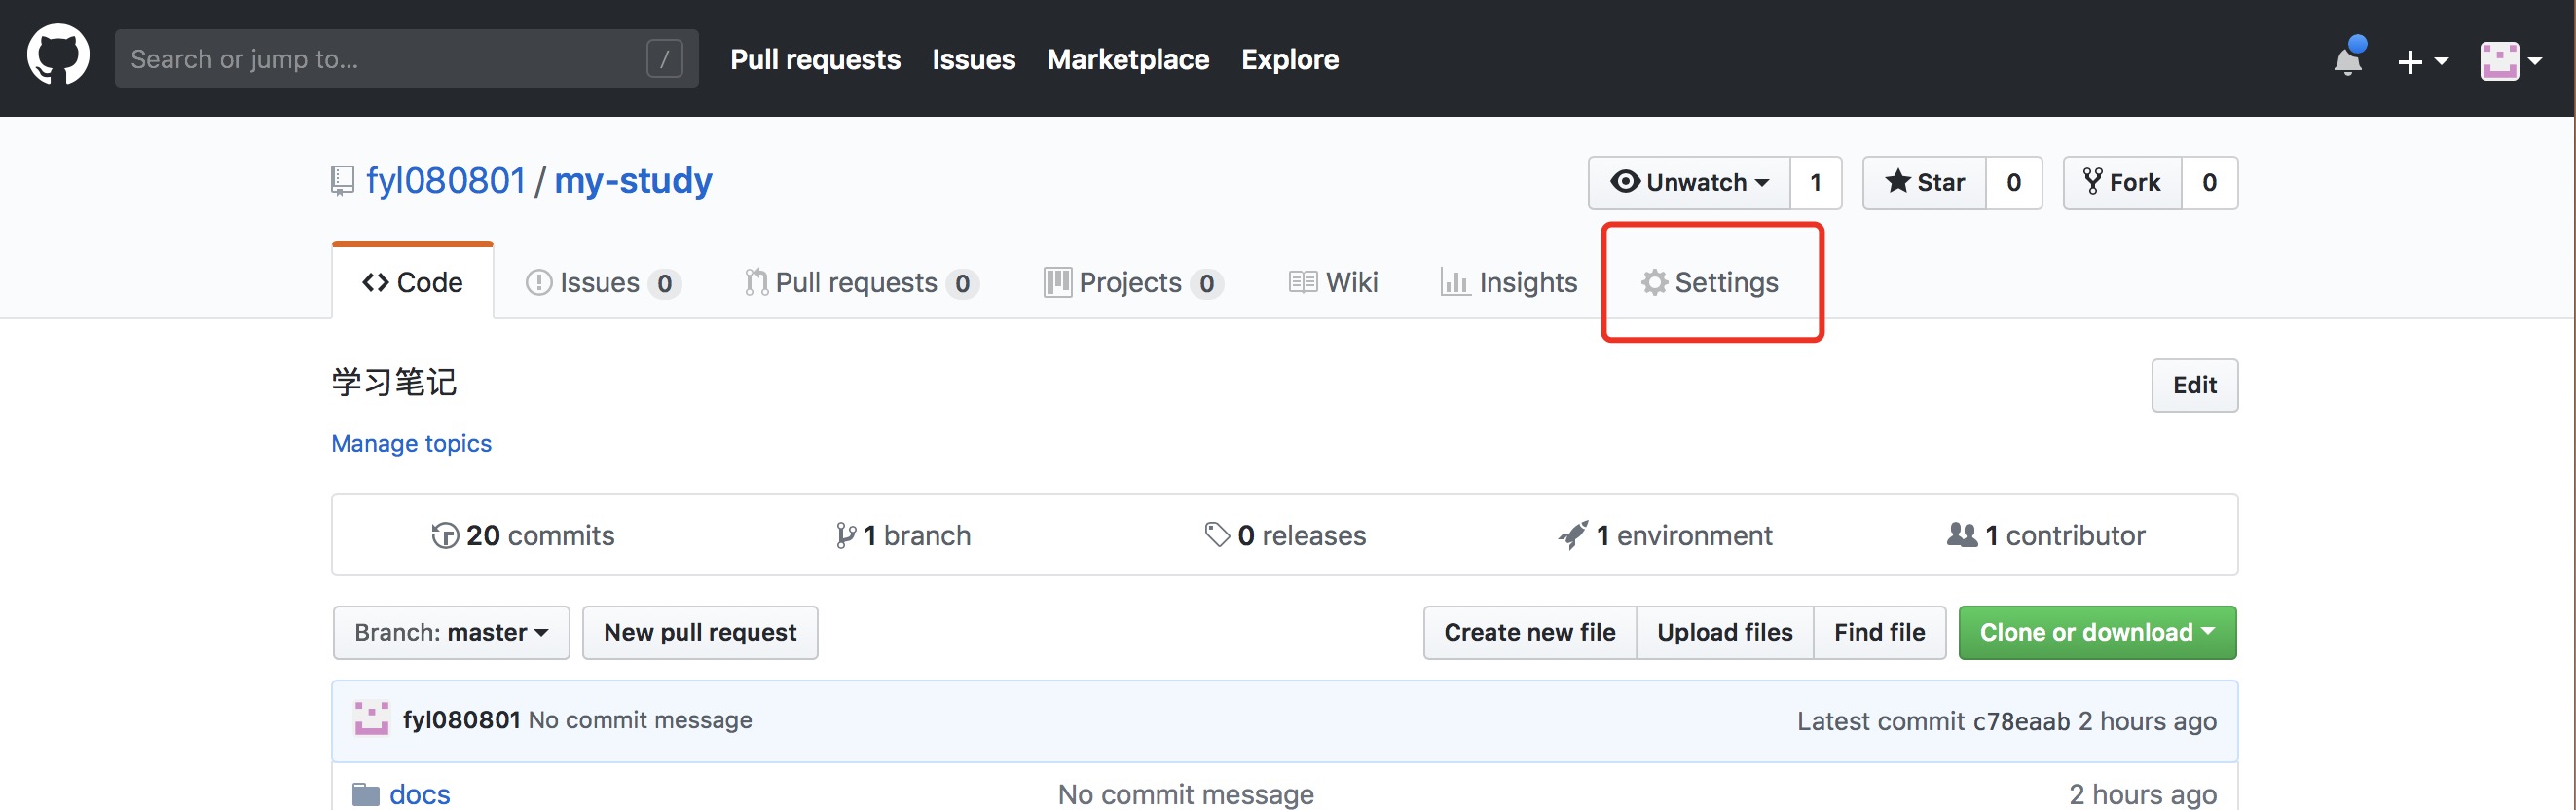 Search or jump to... / Pull requests Issues Marketplace Explore
fyl080801 / my-study Unwatch 1 Star 0 Fork 0
Code Issues 0 Pull requests 0 Projects 0 Wiki Insights Settings
学习笔记 Edit
Manage topics
20 commits 1 branch 0 releases 1 environment 1 contributor
Branch: master New pull request Create new file Upload files Find file Clone or download
fyl080801 No commit message Latest commit c78eaab 2 hours ago
docs No commit message 2 hours ago